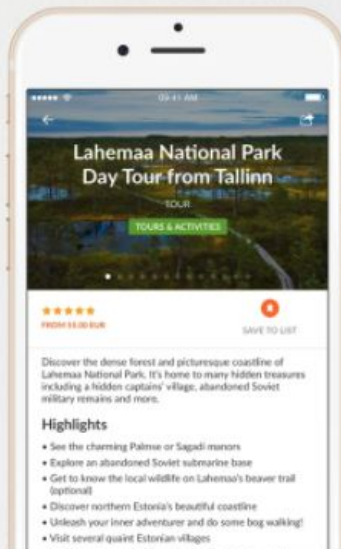 09:41 AM
Lahemaa National Park
Day Tour from Tallinn
TOUR
TOURS & ACTIVITIES
SAVE TO LIST
Discover the dense forest and picturesque coastline of
Lahemaa National Park. It's home to many hidden treasures
including a hidden captains' village, abandoned Soviet
military remains and more.
Highlights
• See the charming Palmse or Sagadi manors
• Explore an abandoned Soviet submarine base
• Get to know the local wildlife on Lahemaa's beaver trail
(optional)
• Discover northern Estonia's beautiful coastline
• Unleash your inner adventurer and do some bog walking!
• Visit several quaint Estonian villages